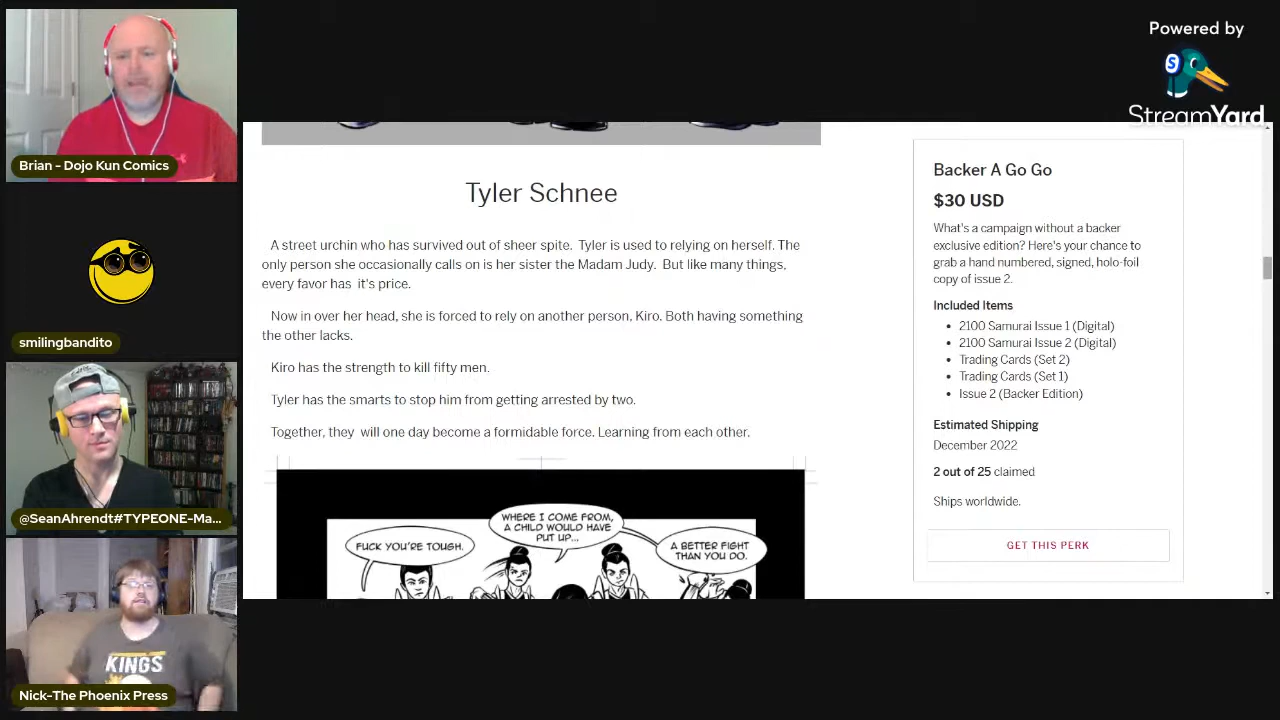 Powered by
StreamYard
Brian - Dojo Kun Comics
smilingbandito
@SeanAhrendt#TYPEONE-Ma...
KINGS
Nick-The Phoenix Press
Tyler Schnee
A street urchin who has survived out of sheer spite. Tyler is used to relying on herself. The
only person she occasionally calls on is her sister the Madam Judy. But like many things,
every favor has it's price.
Now in over her head, she is forced to rely on another person, Kiro. Both having something
the other lacks.
Kiro has the strength to kill fifty men.
Tyler has the smarts to stop him from getting arrested by two.
Together, they will one day become a formidable force. Learning from each other.
FUCK YOU'RE TOUGH.
WHERE I COME FROM,
A CHILD WOULD HAVE
PUT UP...
A BETTER FIGHT
THAN YOU DO.
Backer A Go Go
$30 USD
What's a campaign without a backer
exclusive edition? Here's your chance to
grab a hand numbered, signed, holo-foil
copy of issue 2.
Included Items
• 2100 Samurai Issue 1 (Digital)
• 2100 Samurai Issue 2 (Digital)
• Trading Cards (Set 2)
• Trading Cards (Set 1)
• Issue 2 (Backer Edition)
Estimated Shipping
December 2022
2 out of 25 claimed
Ships worldwide.
GET THIS PERK